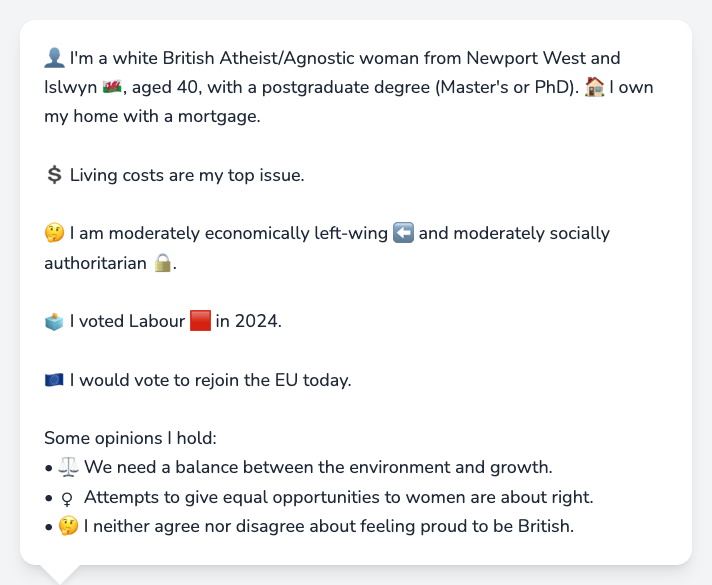 👤 I'm a white British Atheist/Agnostic woman from Newport West and
Islwyn 🏴󠁧󠁢󠁷󠁬󠁳󠁿, aged 40, with a postgraduate degree (Master's or PhD). 🏠 I own
my home with a mortgage.
💲 Living costs are my top issue.
🤔 I am moderately economically left-wing ⬅️ and moderately socially
authoritarian 🔒.
🗳️ I voted Labour 🟥 in 2024.
🇪🇺 I would vote to rejoin the EU today.
Some opinions I hold:
• ⚖️ We need a balance between the environment and growth.
• ♀ Attempts to give equal opportunities to women are about right.
• 🤔 I neither agree nor disagree about feeling proud to be British.